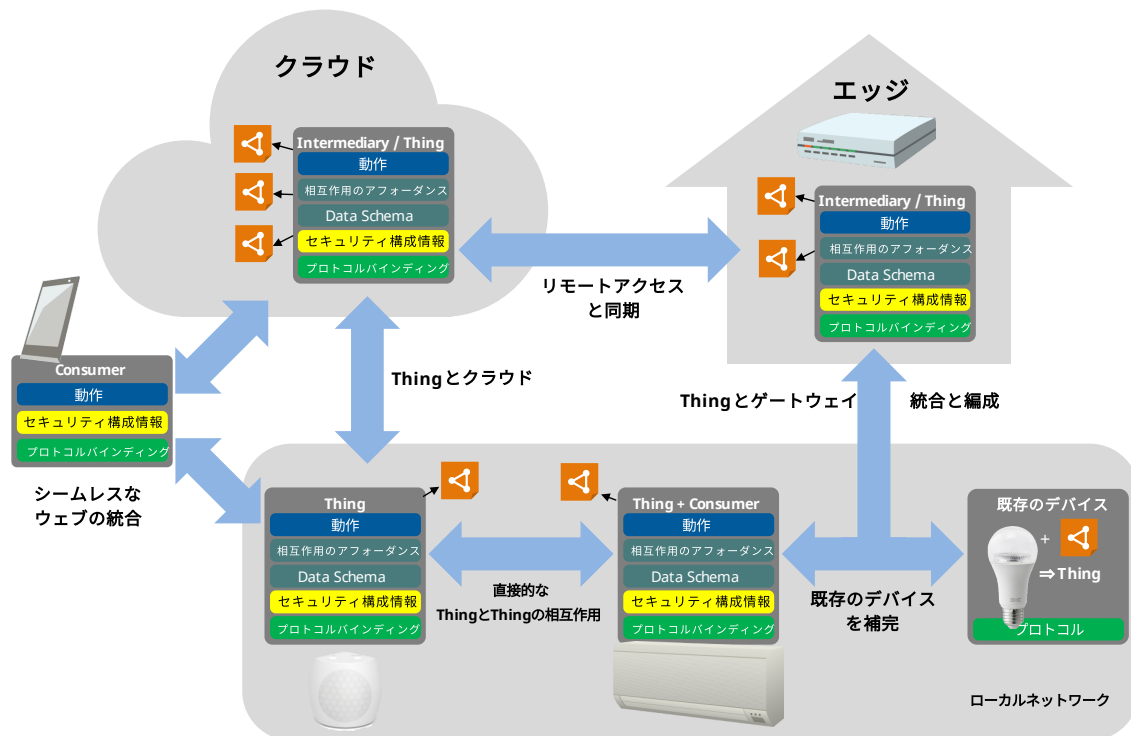 クラウド
Intermediary / Thing
動作
相互作用のアフォーダンス
Data Schema
セキュリティ構成情報
プロトコルバインディング
エッジ
Intermediary / Thing
動作
相互作用のアフォーダンス
Data Schema
セキュリティ構成情報
プロトコルバインディング
リモートアクセス
と同期
Consumer
動作
セキュリティ構成情報
プロトコルバインディング
シームレスな
ウェブの統合
Thingとクラウド
Thingとゲートウェイ
統合と編成
Thing
動作
相互作用のアフォーダンス
Data Schema
セキュリティ構成情報
プロトコルバインディング
直接的な
ThingとThingの相互作用
Thing + Consumer
動作
相互作用のアフォーダンス
Data Schema
セキュリティ構成情報
プロトコルバインディング
既存のデバイス
を補完
既存のデバイス
+
⇒Thing
プロトコル
ローカルネットワーク